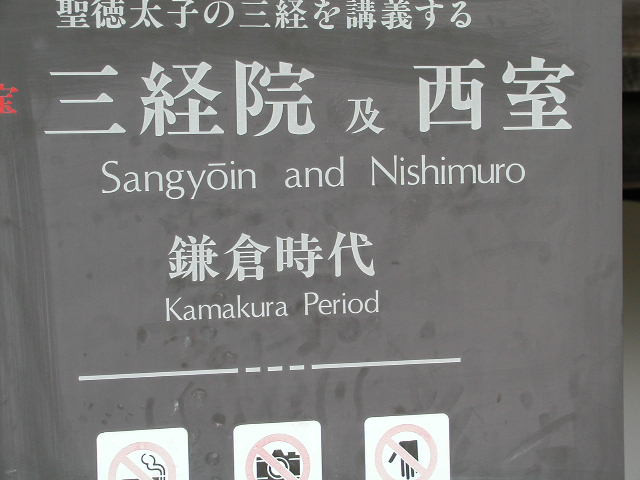 聖徳太子の三経を講義する
三経院 及 西室
Sangyōin and Nishimuro
鎌倉時代
Kamakura Period